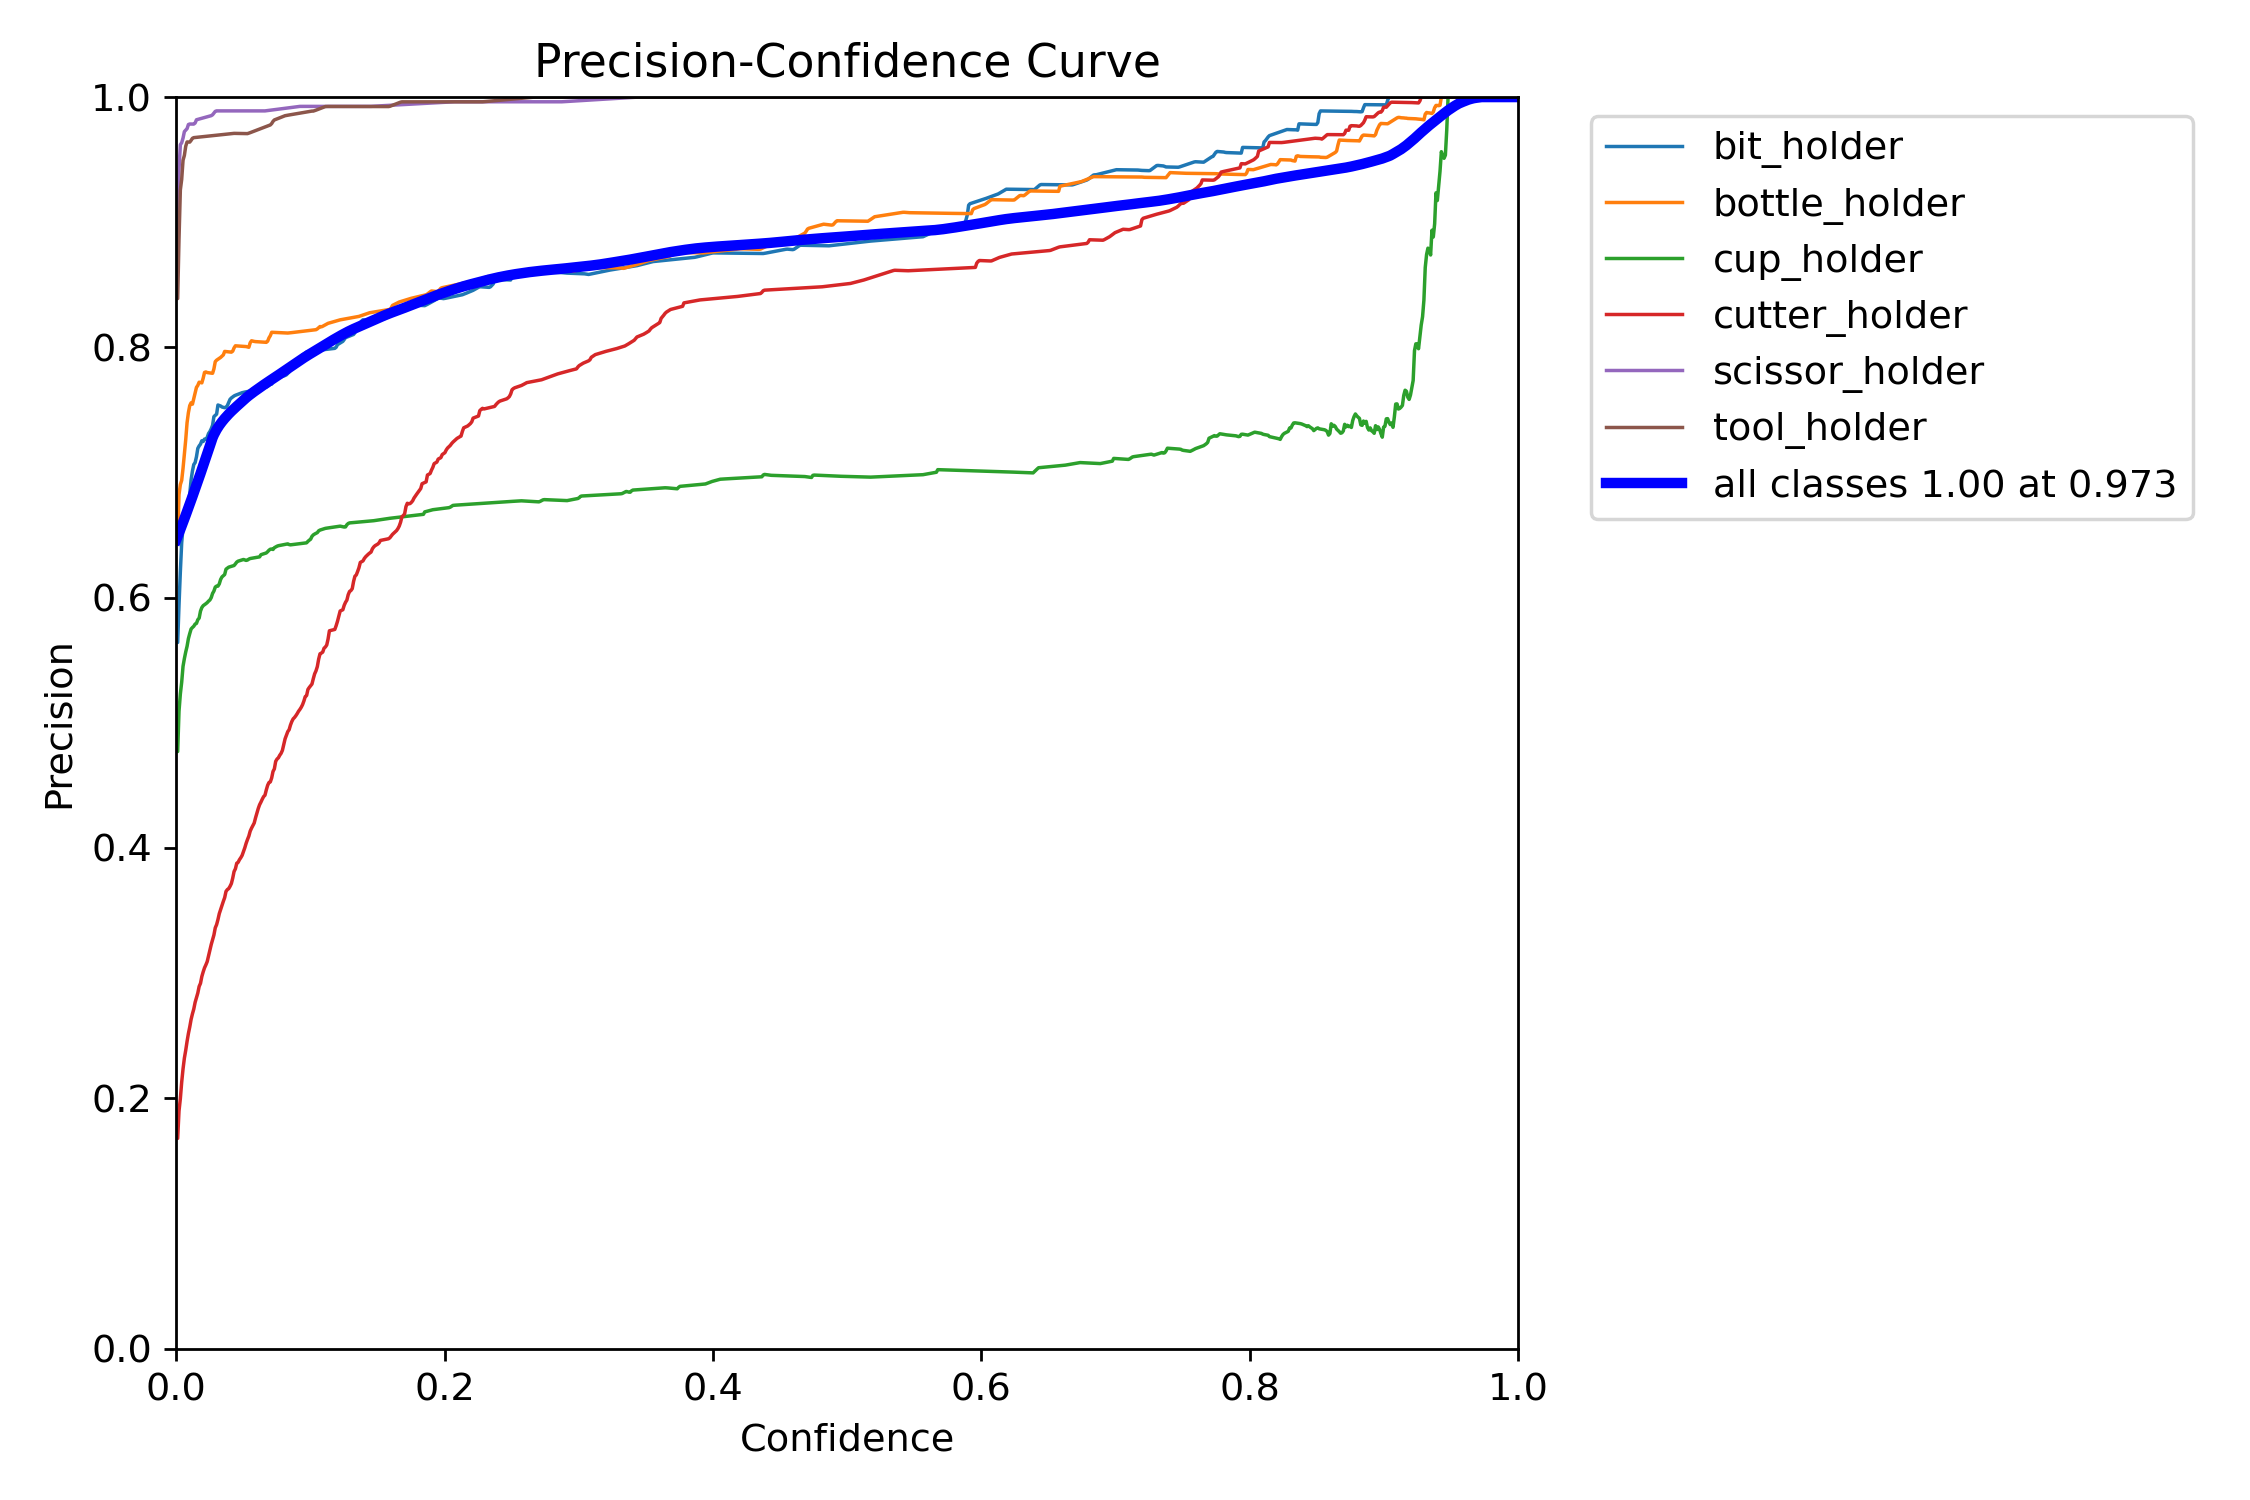 Precision-Confidence Curve
1.0
0.8
0.6
0.4
0.2
0.0
Precision
0.0 0.2 0.4 0.6 0.8 1.0
Confidence
bit_holder
bottle_holder
cup_holder
cutter_holder
scissor_holder
tool_holder
all classes 1.00 at 0.973